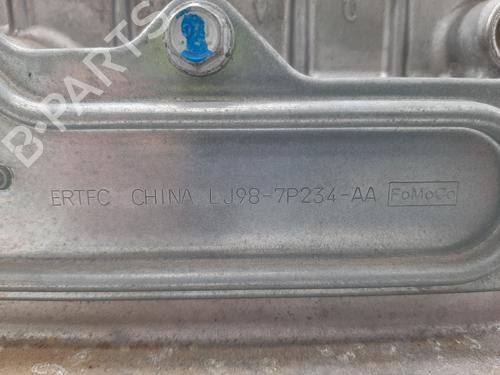 B-PARTS
ERTFC CHINA LJ98-7P234-AA FoMoCo